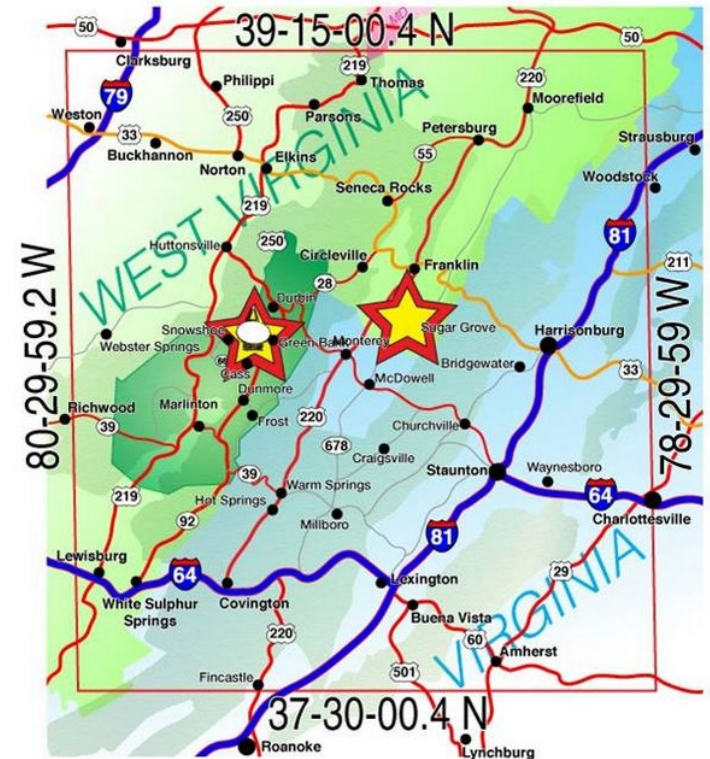 39-15-00.4 N
50
50
Clarksburg
MD
219
Thomas
220
79
Philippi
Moorefield
Weston
250
Parsons
Petersburg
33
Strausburg
Buckhannon
Norton
Elkins
55
Woodstock
WEST VIRGINIA
Seneca Rocks
219
81
Huttonsville
250
Circleville
Franklin
211
28
80-29-59.2 W
78-29-59 W
Durbin
Snowshoe
Green Bank
Monterey
Sugar Grove
Harrisonburg
Webster Springs
66
Cass
Bridgewater
33
McDowell
Dunmore
Richwood
Marlinton
39
Frost
220
Churchville
678
Craigsville
Staunton
Waynesboro
39
Warm Springs
64
219
Hot Springs
Charlottesville
92
Millboro
81
Lewisburg
64
29
White Sulphur
Springs
Covington
Lexington
VIRGINIA
Buena Vista
220
60
Amherst
Fincastle
501
37-30-00.4 N
Roanoke
Lynchburg